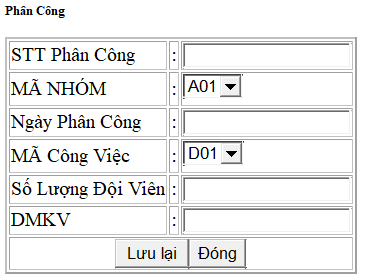 Phân Công
STT Phân Công :
MÃ NHÓM : A01
Ngày Phân Công :
MÃ Công Việc : D01
Số Lượng Đội Viên :
DMKV :
Lưu lại Đóng